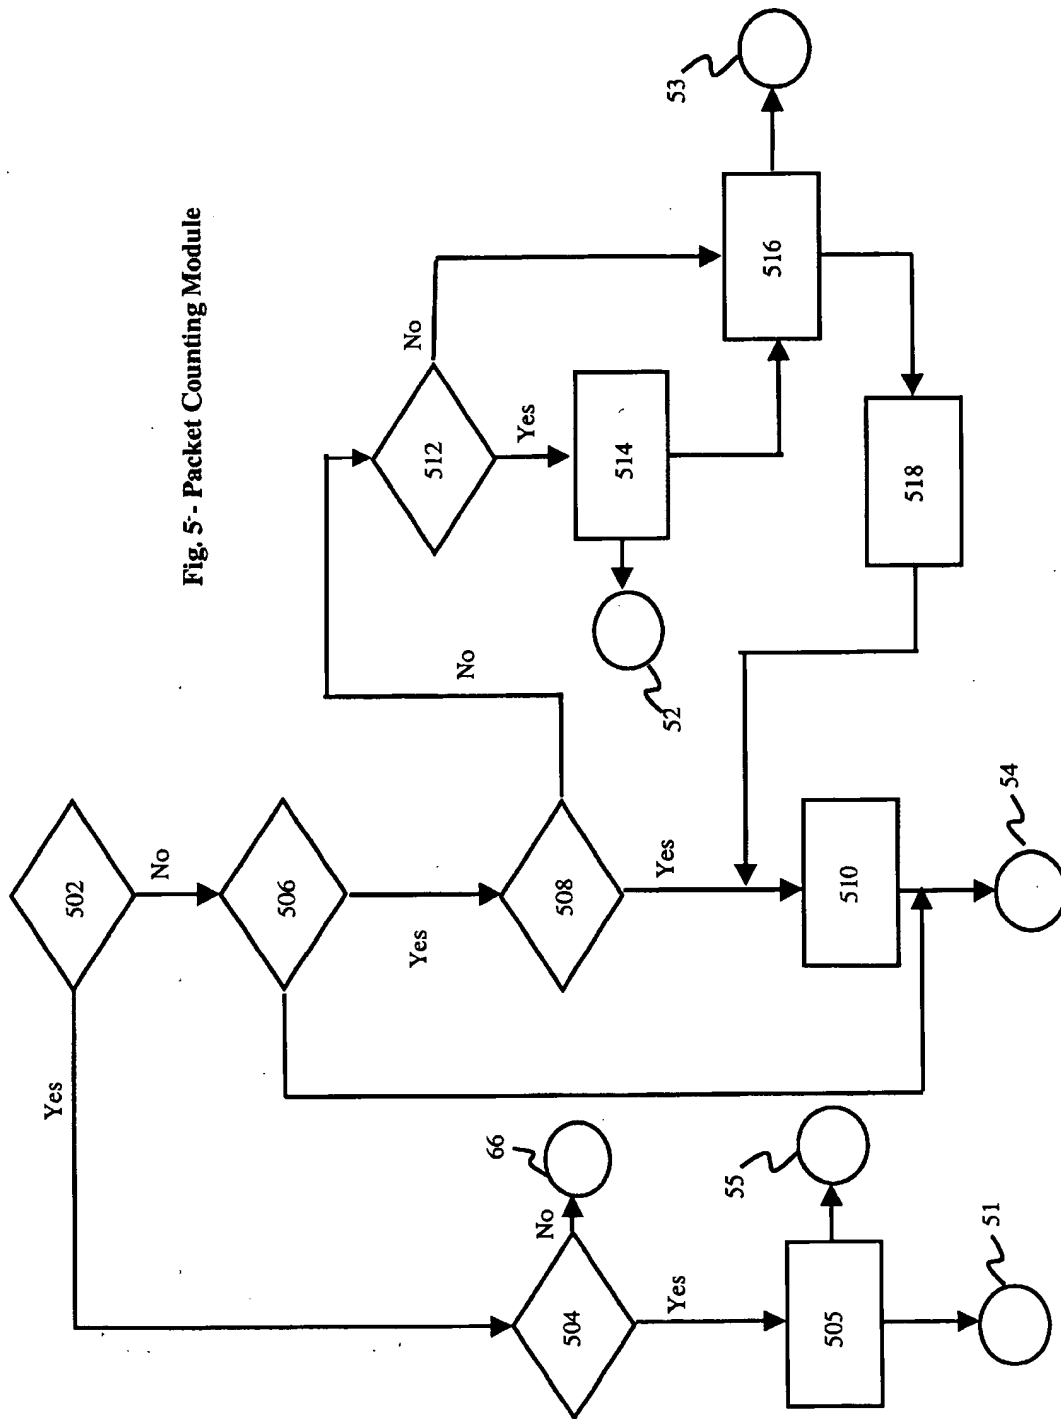 Fig. 5 - Packet Counting Module
502
Yes
No
506
Yes
508
No
Yes
510
54
512
No
Yes
514
52
516
53
518
504
No
66
Yes
505
55
51